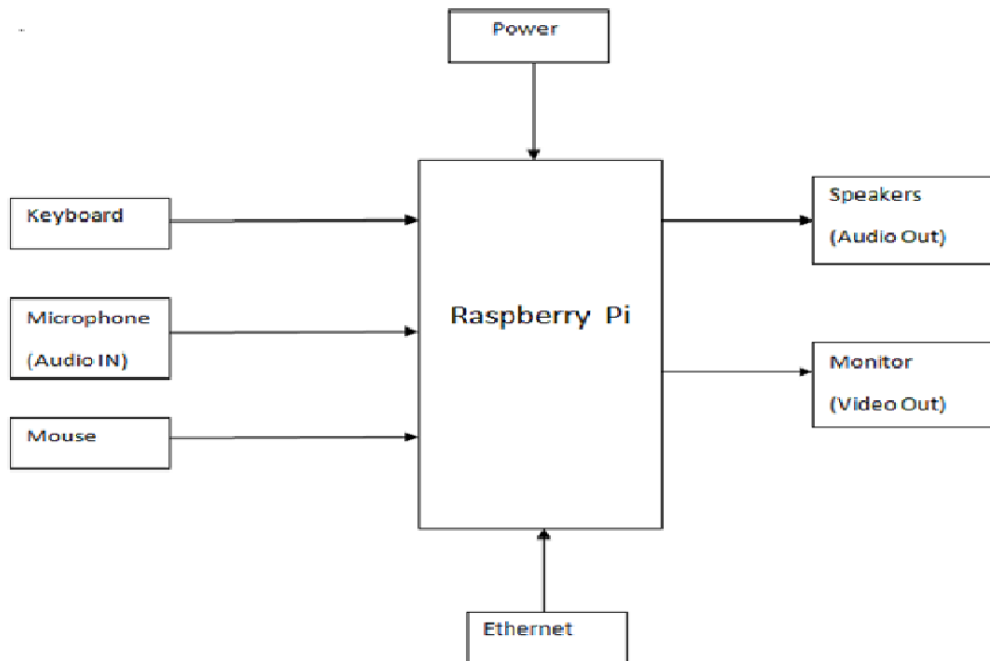 Power
Keyboard
Microphone
(Audio IN)
Mouse
Raspberry Pi
Speakers
(Audio Out)
Monitor
(Video Out)
Ethernet